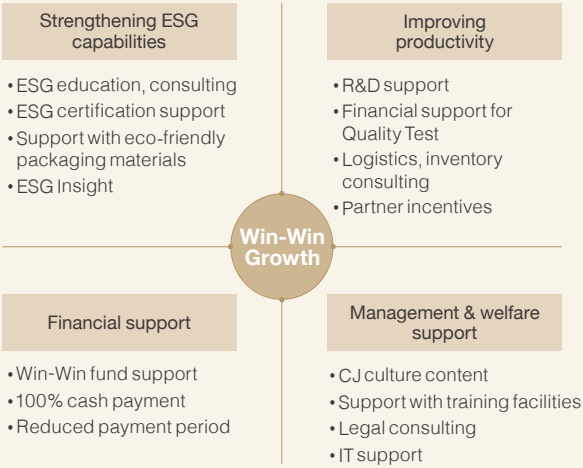 Strengthening ESG
capabilities
• ESG education, consulting
• ESG certification support
• Support with eco-friendly
packaging materials
• ESG Insight
Improving
productivity
• R&D support
• Financial support for
Quality Test
• Logistics, inventory
consulting
• Partner incentives
Win-Win
Growth
Financial support
• Win-Win fund support
• 100% cash payment
• Reduced payment period
Management & welfare
support
• CJ culture content
• Support with training facilities
• Legal consulting
• IT support